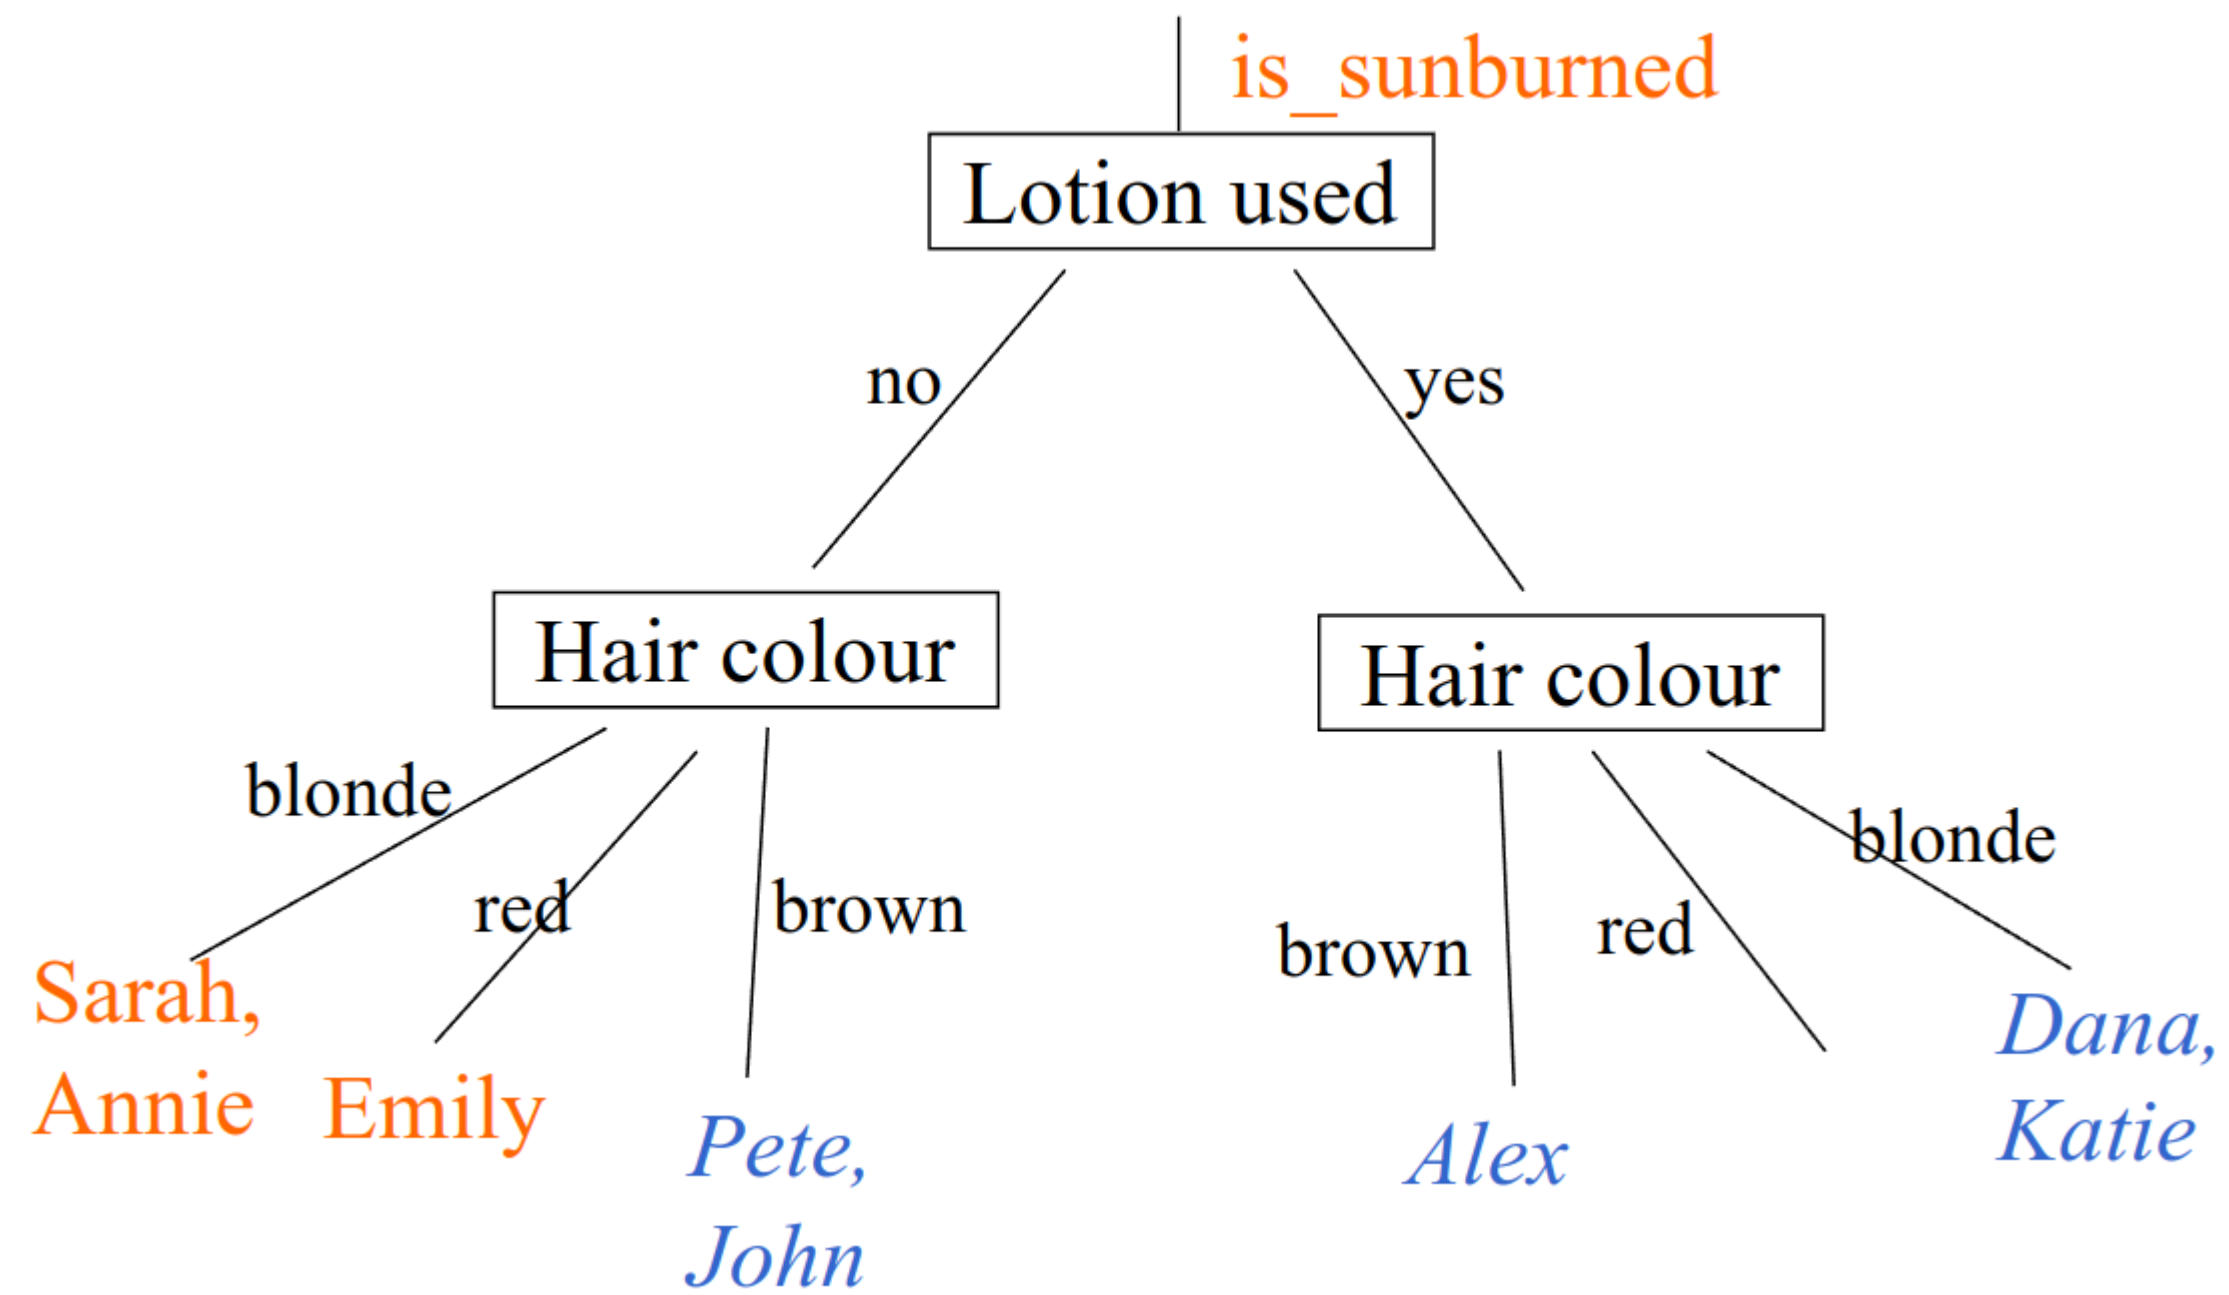 is_sunburned
Lotion used
no
yes
Hair colour
Hair colour
blonde
red
brown
brown
red
blonde
Sarah,
Annie
Emily
Pete,
John
Alex
Dana,
Katie